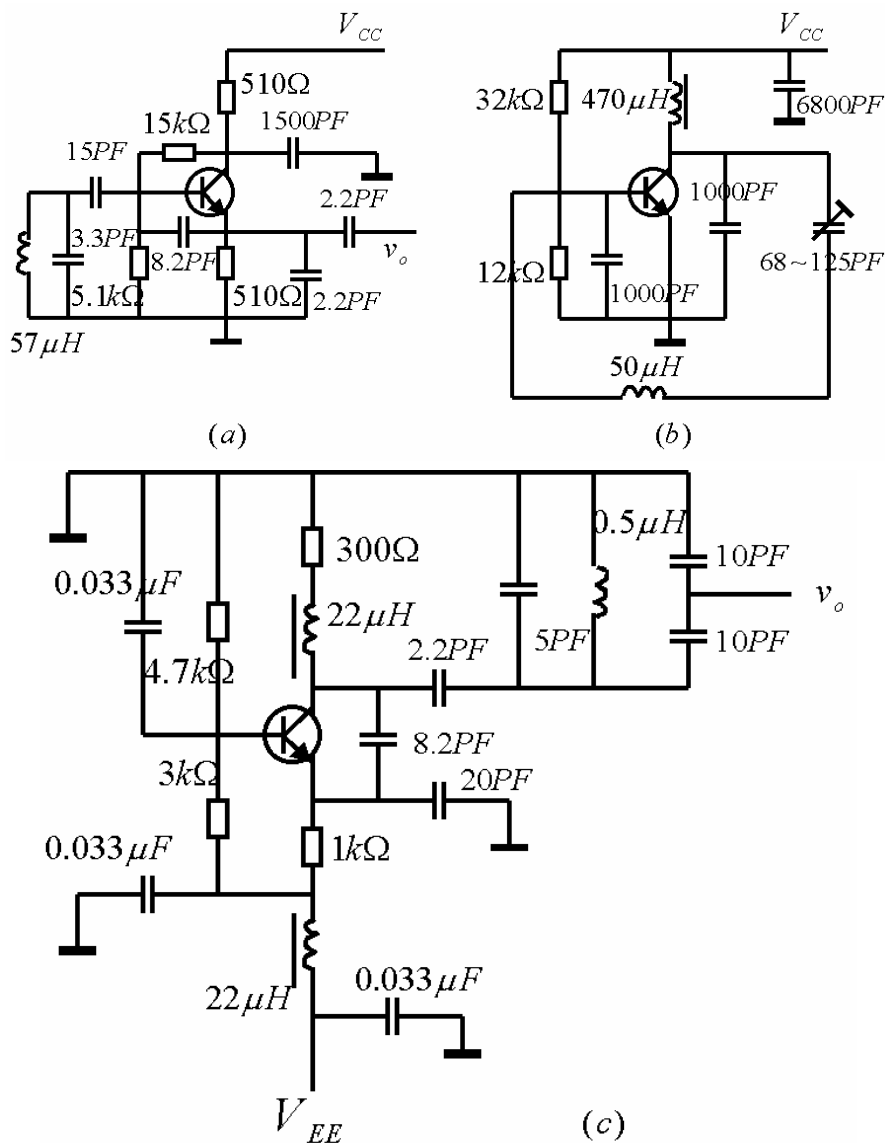 V_CC
510Ω
15kΩ
1500PF
15PF
2.2PF
3.3PF
8.2PF
v_o
5.1kΩ
510Ω
2.2PF
57μH
(a)
V_CC
32kΩ
470μH
6800PF
1000PF
12kΩ
68~125PF
1000PF
50μH
(b)
0.5μH
300Ω
10PF
0.033μF
v_o
22μH
5PF
10PF
4.7kΩ
2.2PF
8.2PF
3kΩ
20PF
0.033μF
1kΩ
22μH
0.033μF
V_EE
(c)